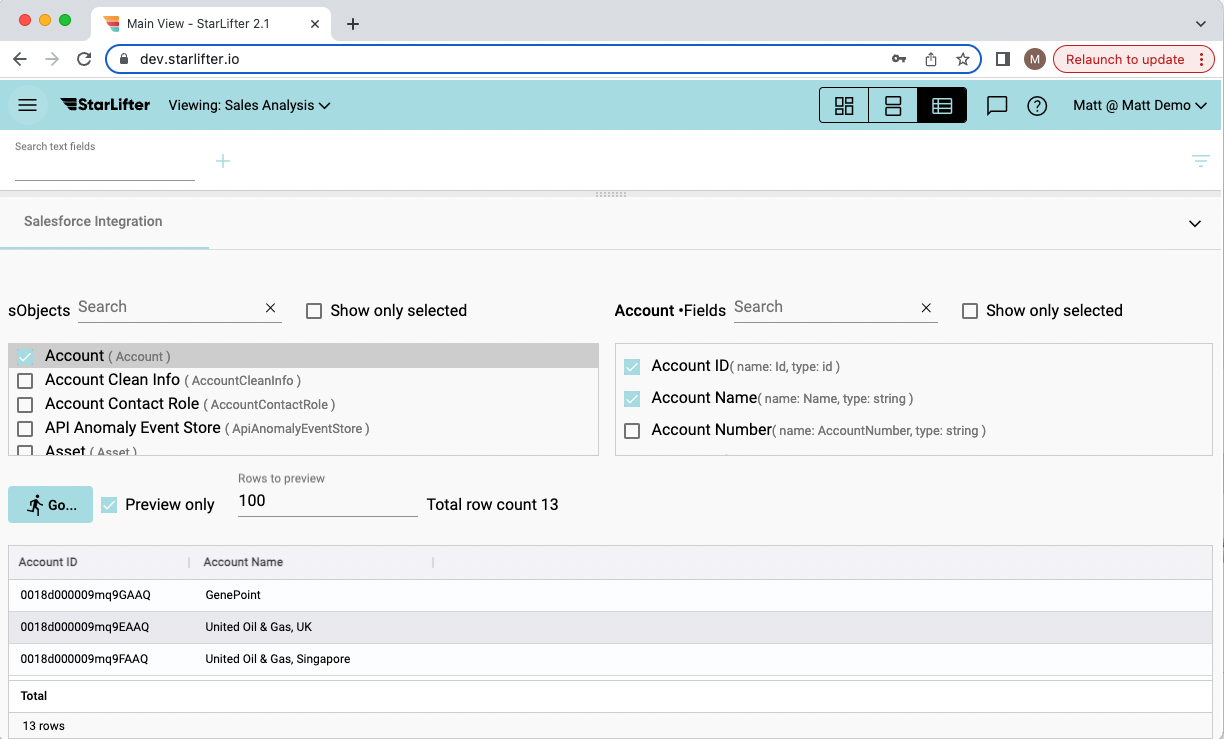 Main View - StarLifter 2.1
dev.starlifter.io
M
Relaunch to update
StarLifter
Viewing: Sales Analysis
Matt @ Matt Demo
Search text fields
Salesforce Integration
sObjects Search Show only selected
Account •Fields Search Show only selected
Account ( Account )
Account Clean Info ( AccountCleanInfo )
Account Contact Role ( AccountContactRole )
API Anomaly Event Store ( ApiAnomalyEventStore )
Asset ( Asset )
Account ID( name: Id, type: id )
Account Name( name: Name, type: string )
Account Number( name: AccountNumber, type: string )
Rows to preview
Go... Preview only 100 Total row count 13
Account ID Account Name
0018d000009mq9GAAQ GenePoint
0018d000009mq9EAAQ United Oil & Gas, UK
0018d000009mq9FAAQ United Oil & Gas, Singapore
Total
13 rows